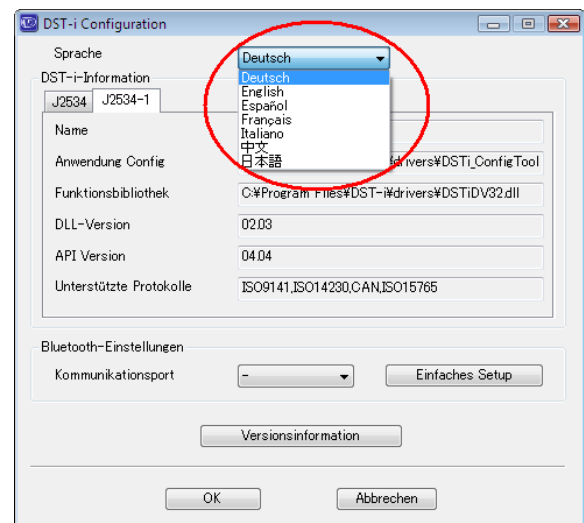 DST-i Configuration
Sprache
Deutsch
Deutsch
English
Español
Français
Italiano
中文
日本語
DST-i-Information
J2534
J2534-1
Name
Anwendung Config
¥drivers¥DSTi_ConfigTool
Funktionsbibliothek
C:¥Program Files¥DST-i¥drivers¥DSTiDV32.dll
DLL-Version
02.03
API Version
04.04
Unterstützte Protokolle
ISO9141,ISO14230,CAN,ISO15765
Bluetooth-Einstellungen
Kommunikationsport
-
Einfaches Setup
Versionsinformation
OK
Abbrechen